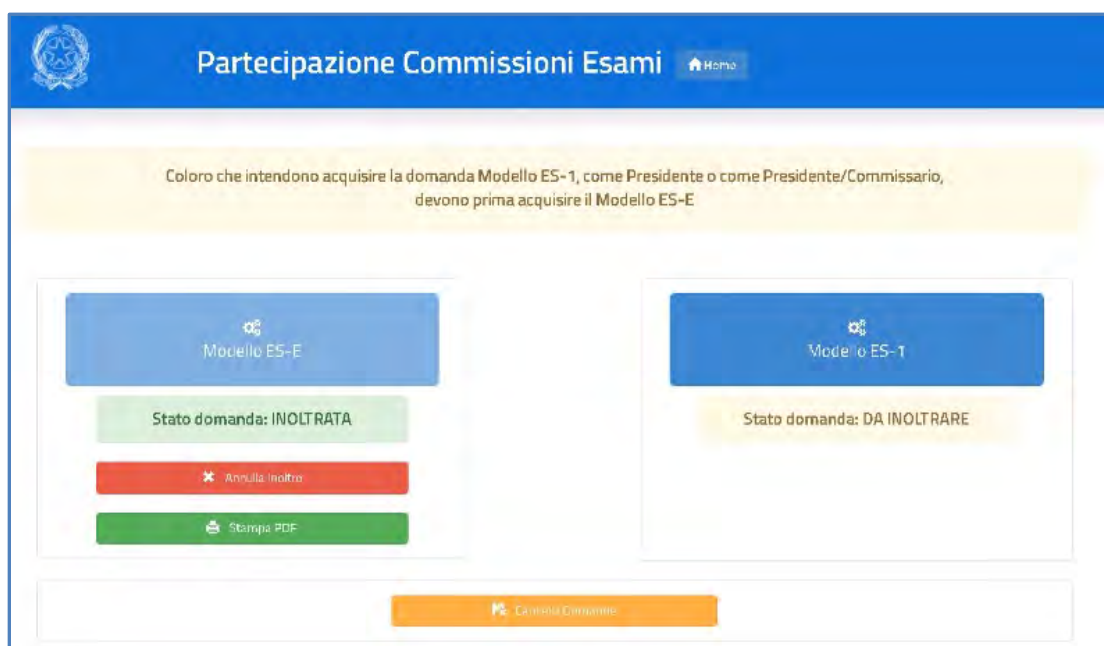 Partecipazione Commissioni Esami
Home
Coloro che intendono acquisire la domanda Modello ES-1, come Presidente o come Presidente/Commissario,
devono prima acquisire il Modello ES-E
Modello ES-E
Stato domanda: INOLTRATA
Annulla Inoltro
Stampa PDF
Modello ES-1
Stato domanda: DA INOLTRARE
Cancella Domande